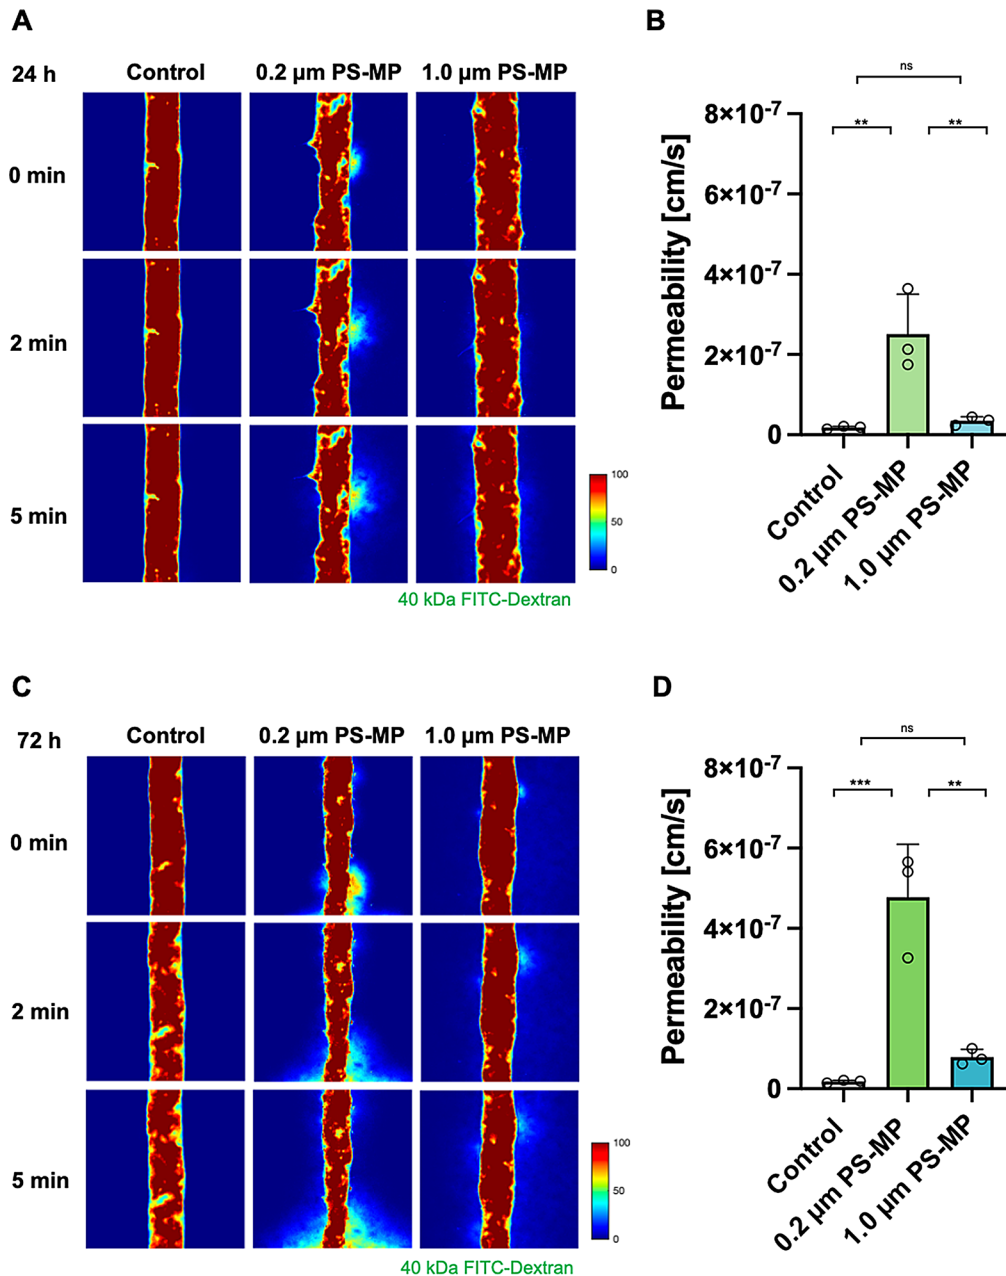 A
24 h
Control
0.2 µm PS-MP
1.0 µm PS-MP
0 min
2 min
5 min
100
50
0
40 kDa FITC-Dextran
B
ns
**
**
Permeability [cm/s]
8×10-7
6×10-7
4×10-7
2×10-7
0
Control
0.2 µm PS-MP
1.0 µm PS-MP
C
72 h
Control
0.2 µm PS-MP
1.0 µm PS-MP
0 min
2 min
5 min
100
50
0
40 kDa FITC-Dextran
D
ns
***
**
Permeability [cm/s]
8×10-7
6×10-7
4×10-7
2×10-7
0
Control
0.2 µm PS-MP
1.0 µm PS-MP